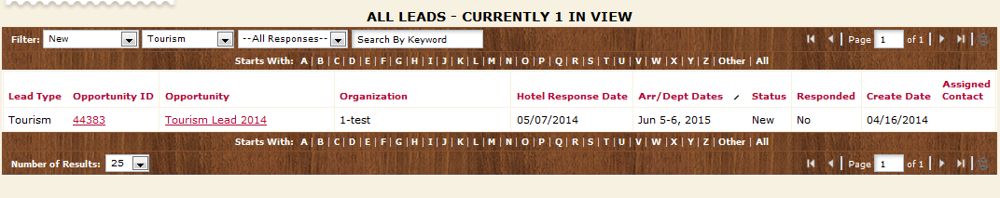 ALL LEADS - CURRENTLY 1 IN VIEW
Filter: New Tourism --All Responses-- Search By Keyword Page 1 of 1
Starts With: A | B | C | D | E | F | G | H | I | J | K | L | M | N | O | P | Q | R | S | T | U | V | W | X | Y | Z | Other | All
Lead Type Opportunity ID Opportunity Organization Hotel Response Date Arr/Dept Dates Status Responded Create Date Assigned Contact
Tourism 44383 Tourism Lead 2014 1-test 05/07/2014 Jun 5-6, 2015 New No 04/16/2014
Starts With: A | B | C | D | E | F | G | H | I | J | K | L | M | N | O | P | Q | R | S | T | U | V | W | X | Y | Z | Other | All
Number of Results: 25 Page 1 of 1